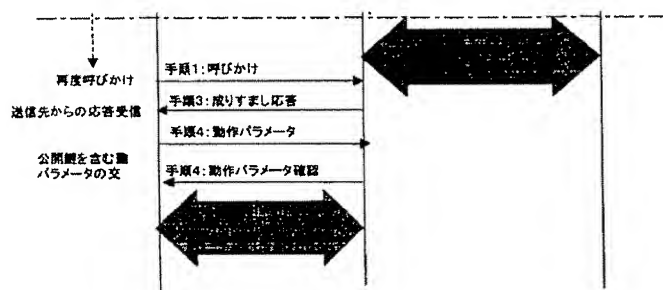 手順1:呼びかけ
再度呼びかけ
手順3:成りすまし応答
送信先からの応答受信
手順4:動作パラメータ
公開鍵を含む動
パラメータの交
手順4:動作パラメータ確認